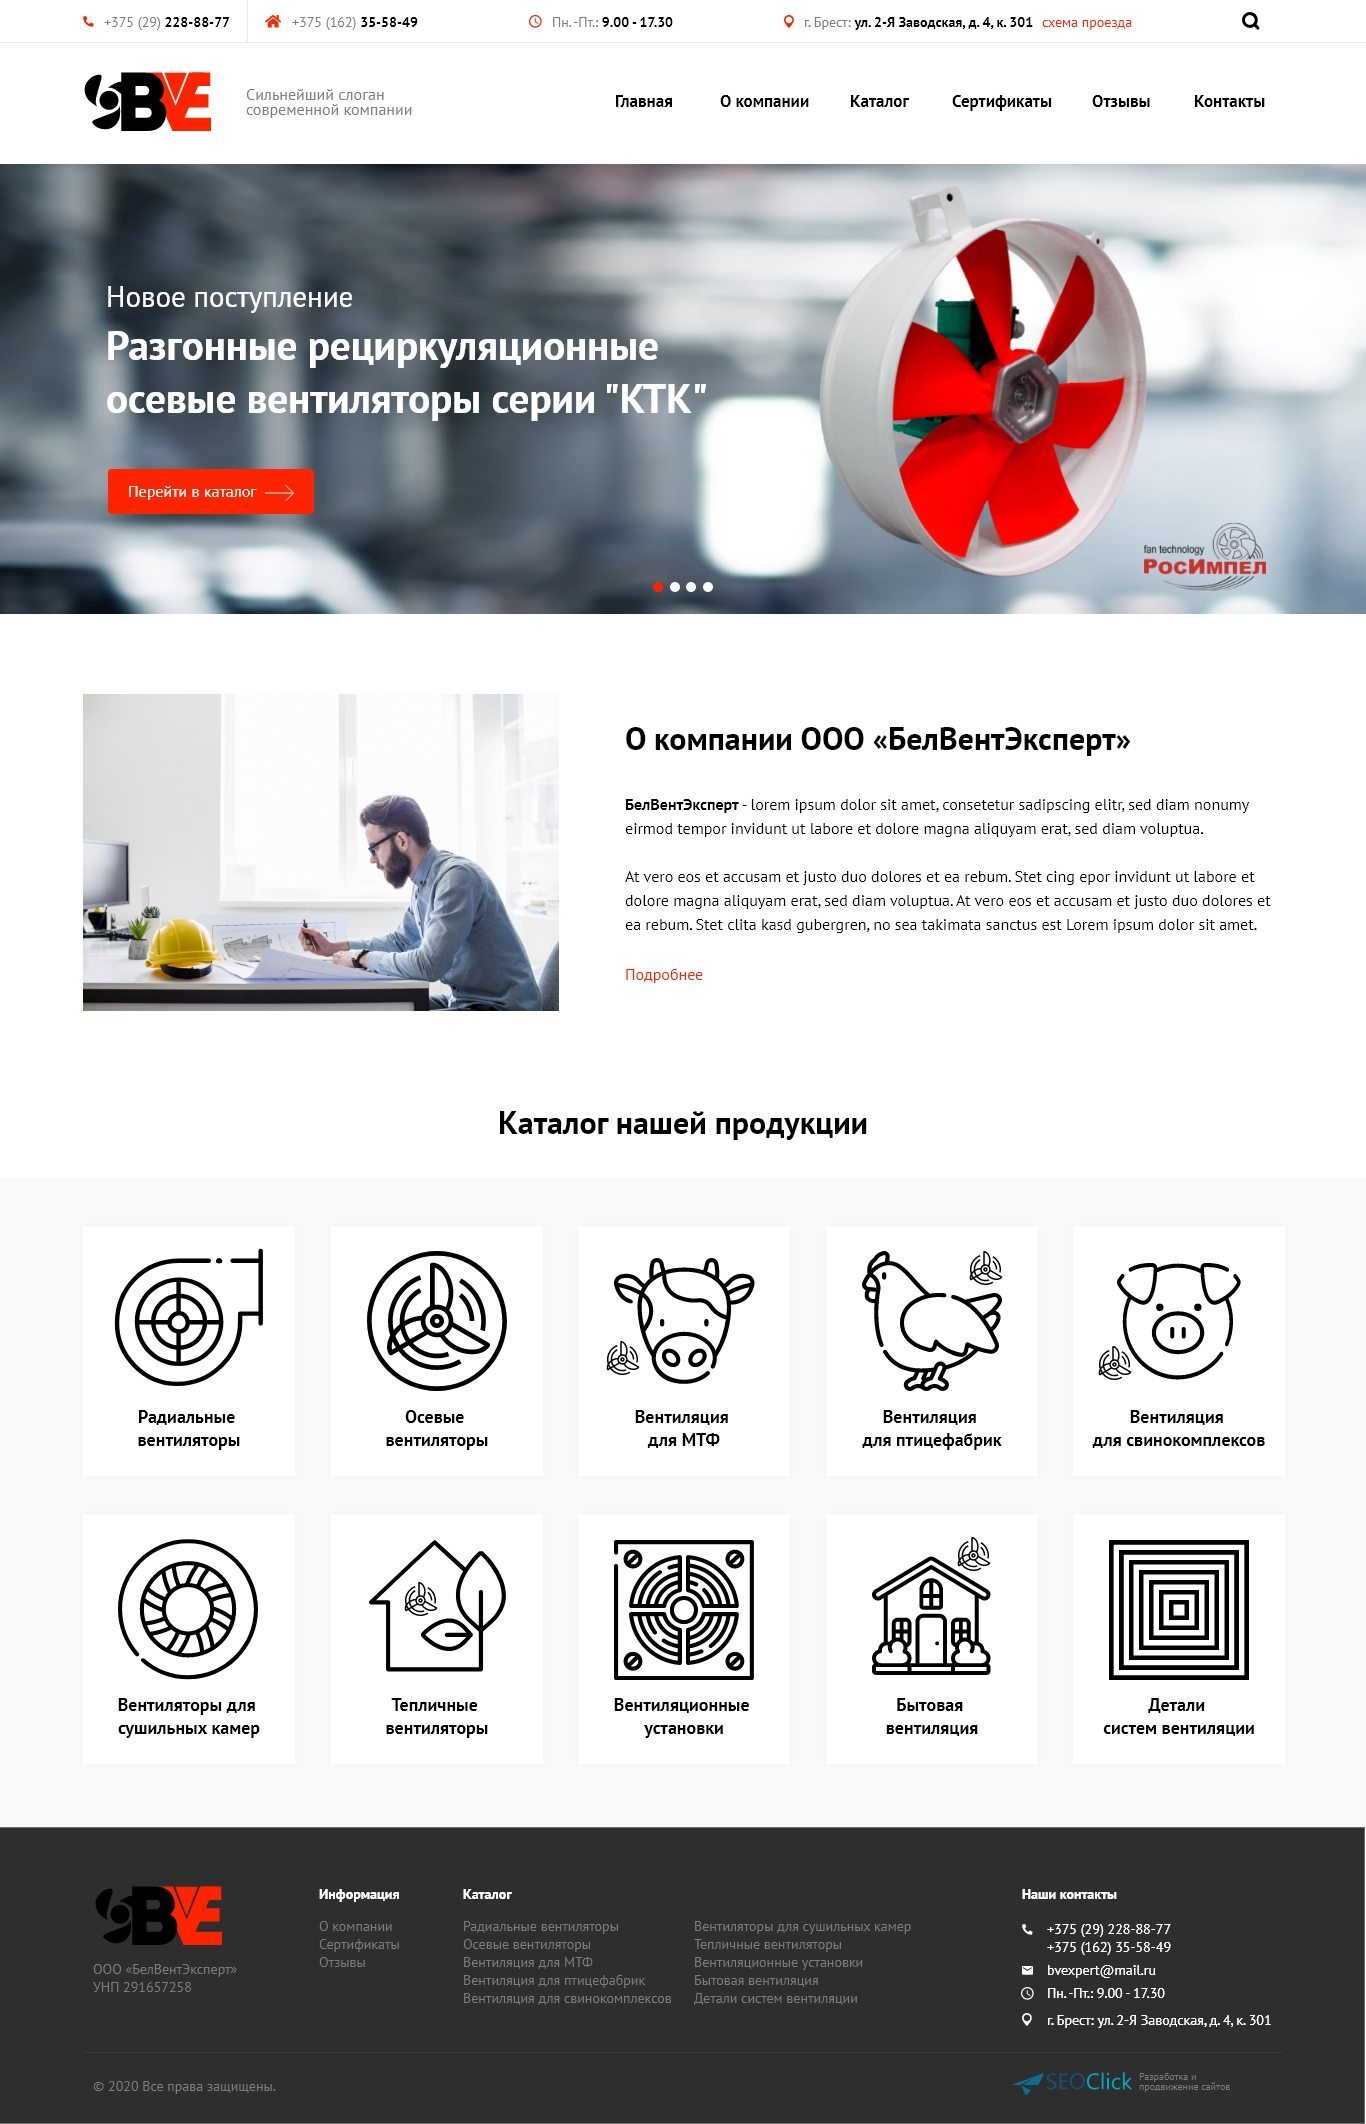 +375 (29) 228-88-77
+375 (162) 35-58-49
Пн.-Пт.: 9.00 - 17.30
г. Брест: ул. 2-Я Заводская, д. 4, к. 301 схема проезда
BVE
Сильнейший слоган
современной компании
Главная
О компании
Каталог
Сертификаты
Отзывы
Контакты
Новое поступление
Разгонные рециркуляционные
осевые вентиляторы серии "КТК"
Перейти в каталог
fan technology
РосИмпел
О компании ООО «БелВентЭксперт»
БелВентЭксперт - lorem ipsum dolor sit amet, consetetur sadipscing elitr, sed diam nonumy
eirmod tempor invidunt ut labore et dolore magna aliquyam erat, sed diam voluptua.
At vero eos et accusam et justo duo dolores et ea rebum. Stet cing epor invidunt ut labore et
dolore magna aliquyam erat, sed diam voluptua. At vero eos et accusam et justo duo dolores et
ea rebum. Stet clita kasd gubergren, no sea takimata sanctus est Lorem ipsum dolor sit amet.
Подробнее
Каталог нашей продукции
Радиальные
вентиляторы
Осевые
вентиляторы
Вентиляция
для МТФ
Вентиляция
для птицефабрик
Вентиляция
для свинокомплексов
Вентиляторы для
сушильных камер
Тепличные
вентиляторы
Вентиляционные
установки
Бытовая
вентиляция
Детали
систем вентиляции
BVE
ООО «БелВентЭксперт»
УНП 291657258
Информация
О компании
Сертификаты
Отзывы
Каталог
Радиальные вентиляторы
Осевые вентиляторы
Вентиляция для МТФ
Вентиляция для птицефабрик
Вентиляция для свинокомплексов
Вентиляторы для сушильных камер
Тепличные вентиляторы
Вентиляционные установки
Бытовая вентиляция
Детали систем вентиляции
Наши контакты
+375 (29) 228-88-77
+375 (162) 35-58-49
bvexpert@mail.ru
Пн.-Пт.: 9.00 - 17.30
г. Брест: ул. 2-Я Заводская, д. 4, к. 301
© 2020 Все права защищены.
SEOClick
Разработка и
продвижение сайтов